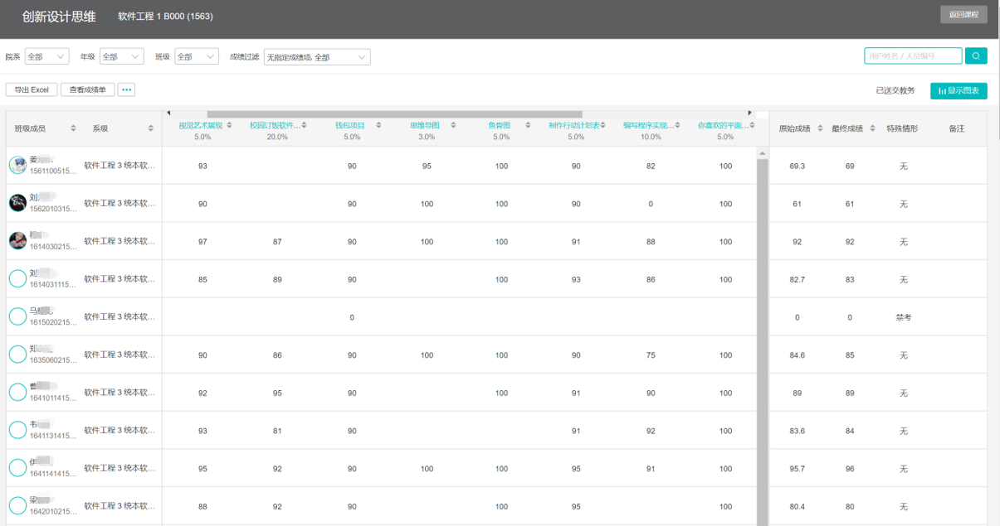 创新设计思维 软件工程 1 B000 (1563) 返回课程
院系 全部 年级 全部 班级 全部 成绩过滤 无指定成绩项, 全部 用户姓名 / 人员编号
导出 Excel 查看成绩单 ••• 已送交教务 显示图表
班级成员 系级 视觉艺术展现 校园订饭软件... 钱包项目 思维导图 鱼骨图 制作行动计划表 编写程序实现... 你喜欢的平面... 原始成绩 最终成绩 特殊情形 备注
5.0% 20.0% 5.0% 3.0% 5.0% 5.0% 10.0% 5.0%
姜
1561100515... 软件工程 3 统本软... 93 90 95 100 90 82 100 69.3 69 无
刘
1562010315... 软件工程 3 统本软... 90 90 100 100 90 0 100 61 61 无
1614030215... 软件工程 3 统本软... 97 87 90 100 100 91 88 100 92 92 无
刘
1614031115... 软件工程 3 统本软... 85 89 90 100 93 86 100 82.7 83 无
马
1615020215... 软件工程 3 统本软... 0 0 0 禁考
郑
1635060215... 软件工程 3 统本软... 90 86 90 100 100 90 75 100 84.6 85 无
1641011415... 软件工程 3 统本软... 92 95 90 100 91 90 100 89 89 无
韦
1641131415... 软件工程 3 统本软... 93 81 90 91 92 100 83.6 84 无
伊
1641141415... 软件工程 3 统本软... 95 92 90 100 100 95 91 100 95.7 96 无
梁
1642010215... 软件工程 3 统本软... 88 92 90 100 95 100 80.4 80 无